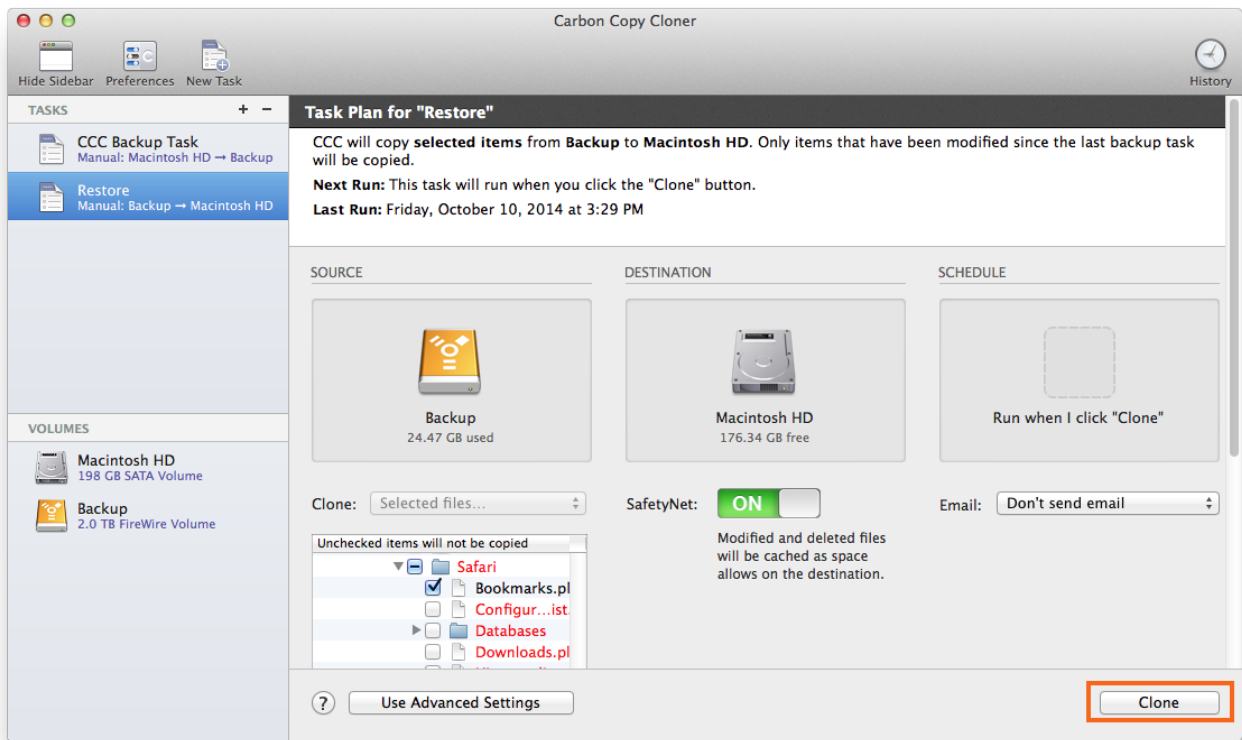 Carbon Copy Cloner
Hide Sidebar
Preferences
New Task
History
TASKS
+ −
CCC Backup Task
Manual: Macintosh HD → Backup
Restore
Manual: Backup → Macintosh HD
VOLUMES
Macintosh HD
198 GB SATA Volume
Backup
2.0 TB FireWire Volume
Task Plan for "Restore"
CCC will copy selected items from Backup to Macintosh HD. Only items that have been modified since the last backup task
will be copied.
Next Run: This task will run when you click the "Clone" button.
Last Run: Friday, October 10, 2014 at 3:29 PM
SOURCE
Backup
24.47 GB used
Clone: Selected files...
Unchecked items will not be copied
Safari
Bookmarks.pl
Configur...ist.
Databases
Downloads.pl
DESTINATION
Macintosh HD
176.34 GB free
SafetyNet: ON
Modified and deleted files
will be cached as space
allows on the destination.
SCHEDULE
Run when I click "Clone"
Email: Don't send email
?
Use Advanced Settings
Clone